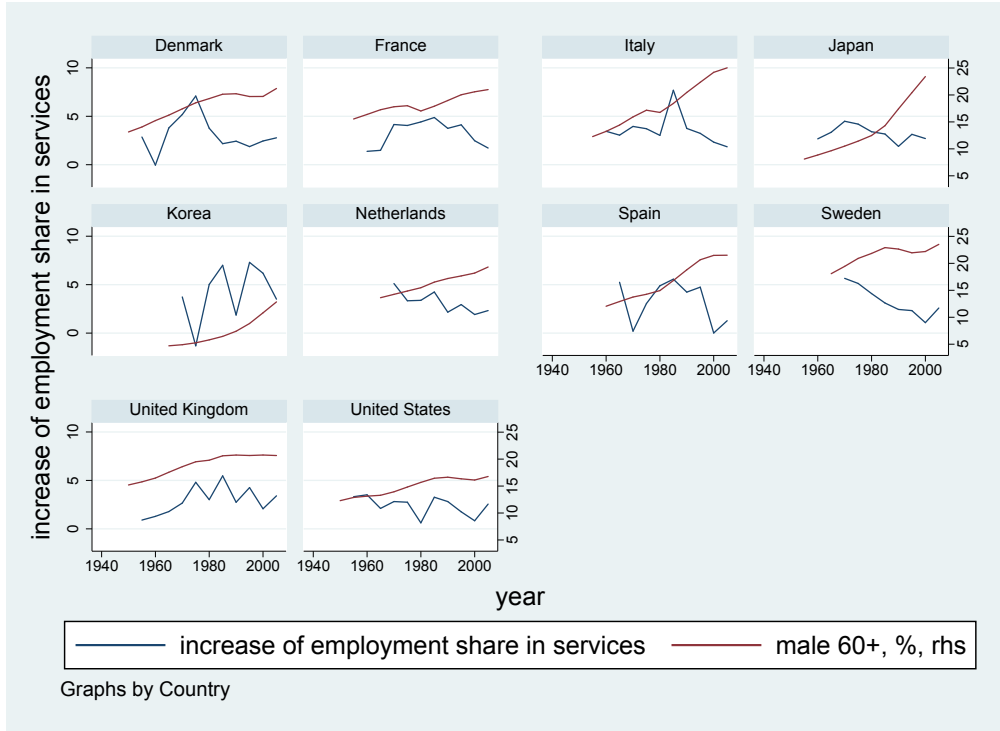 increase of employment share in services
Denmark
France
Italy
Japan
0 5 10
5 10 15 20 25
Korea
Netherlands
Spain
Sweden
0 5 10
5 10 15 20 25
1940 1960 1980 2000
1940 1960 1980 2000
United Kingdom
United States
0 5 10
5 10 15 20 25
1940 1960 1980 2000
1940 1960 1980 2000
year
increase of employment share in services
male 60+, %, rhs
Graphs by Country